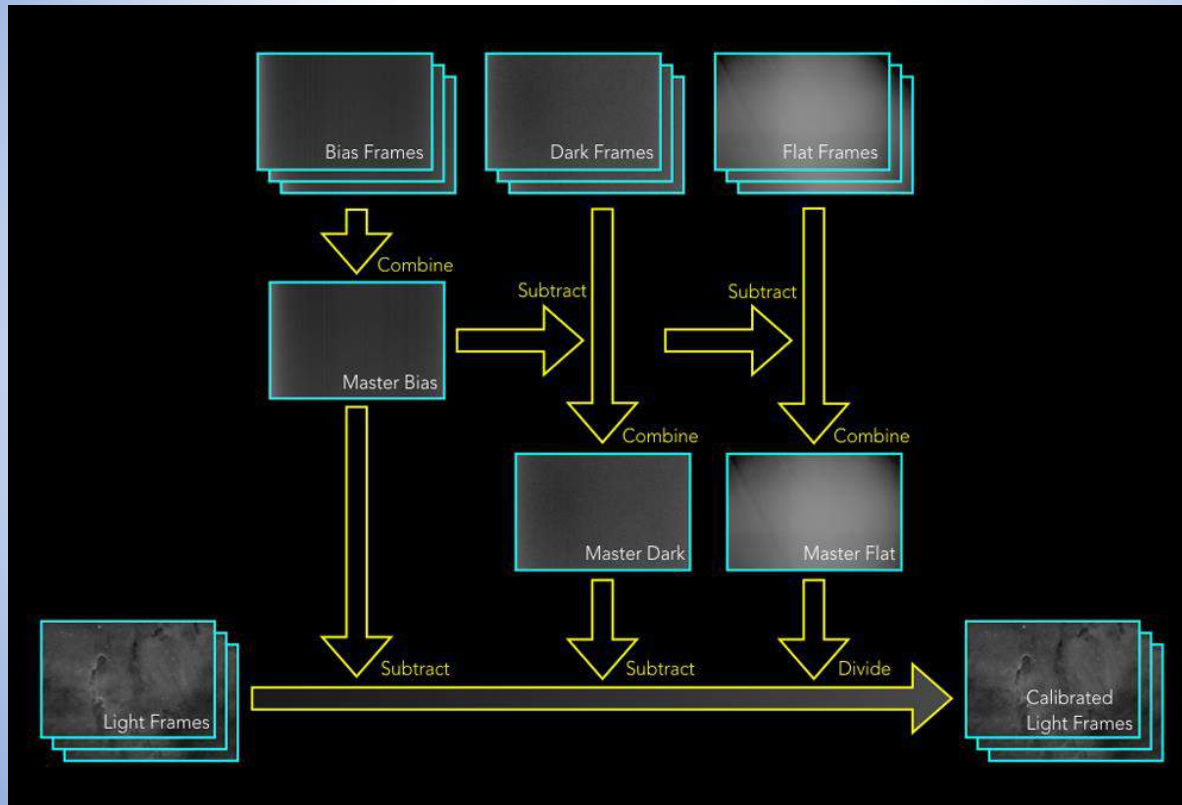 Bias Frames
Dark Frames
Flat Frames
Combine
Subtract
Subtract
Master Bias
Combine
Combine
Master Dark
Master Flat
Subtract
Subtract
Divide
Light Frames
Calibrated
Light Frames